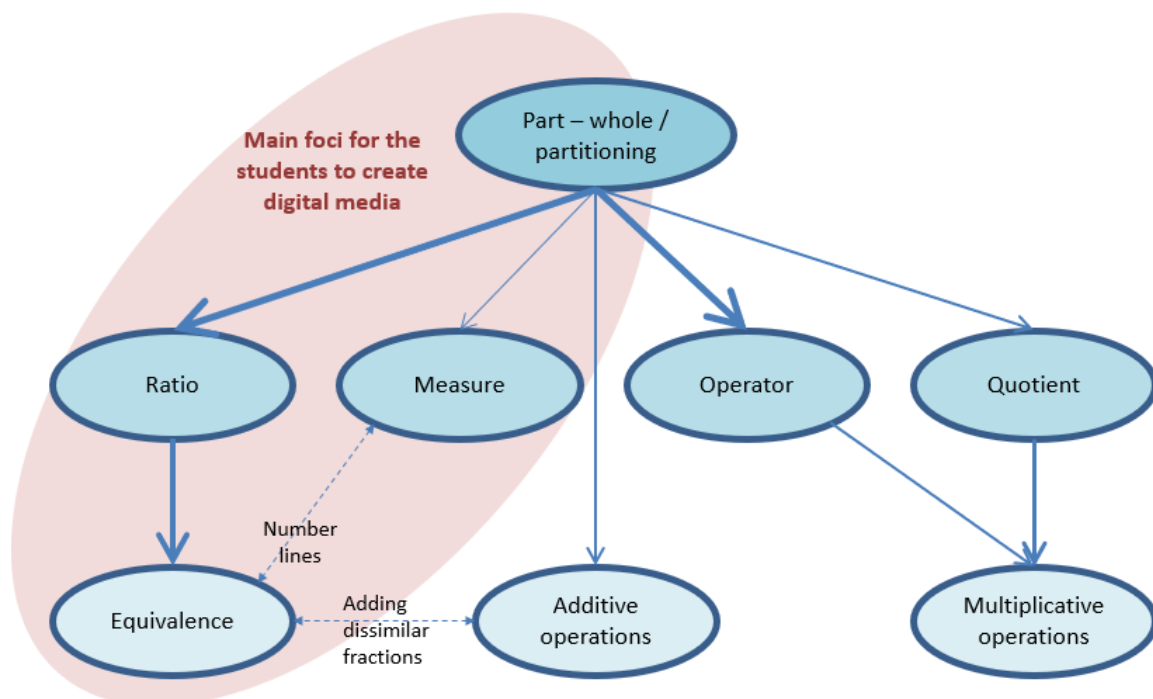 Part – whole /
partitioning
Main foci for the
students to create
digital media
Ratio
Measure
Operator
Quotient
Number
lines
Equivalence
Adding
dissimilar
fractions
Additive
operations
Multiplicative
operations